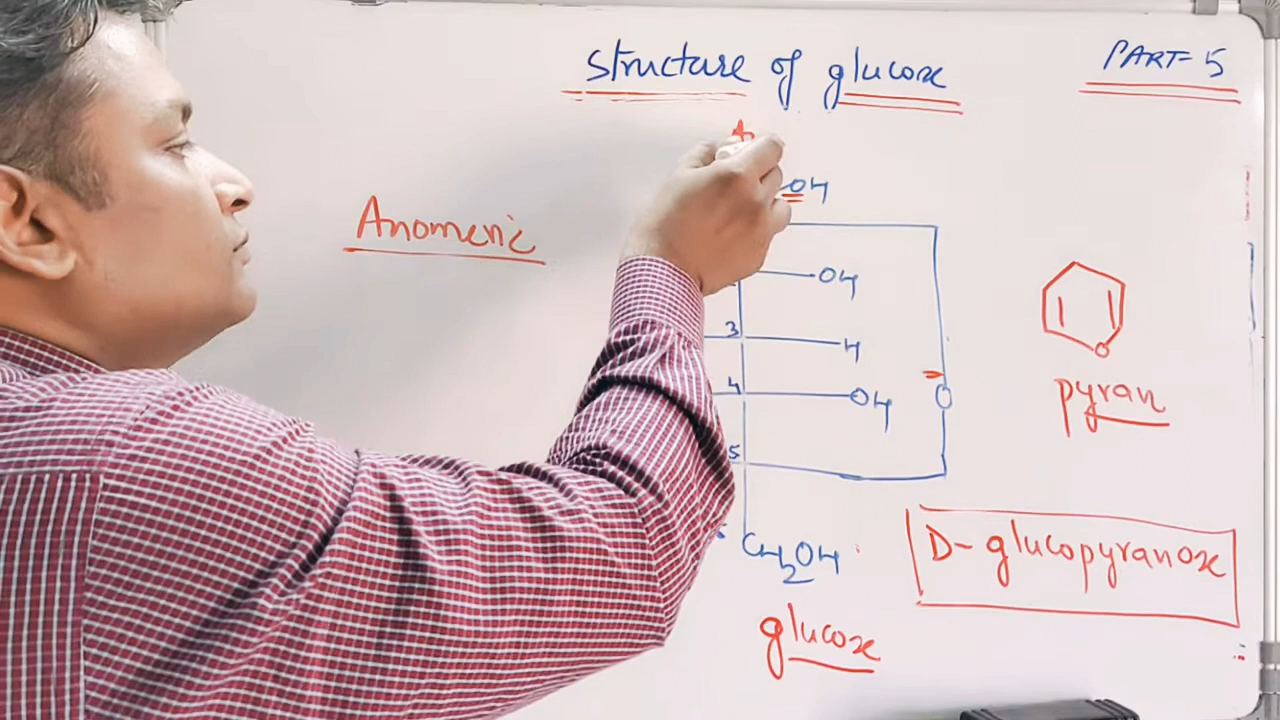 structure of glucose
PART-5
Anomeric
OH
OH
3
H
4
OH
O
5
CH2OH
glucose
O
pyran
D-glucopyranose